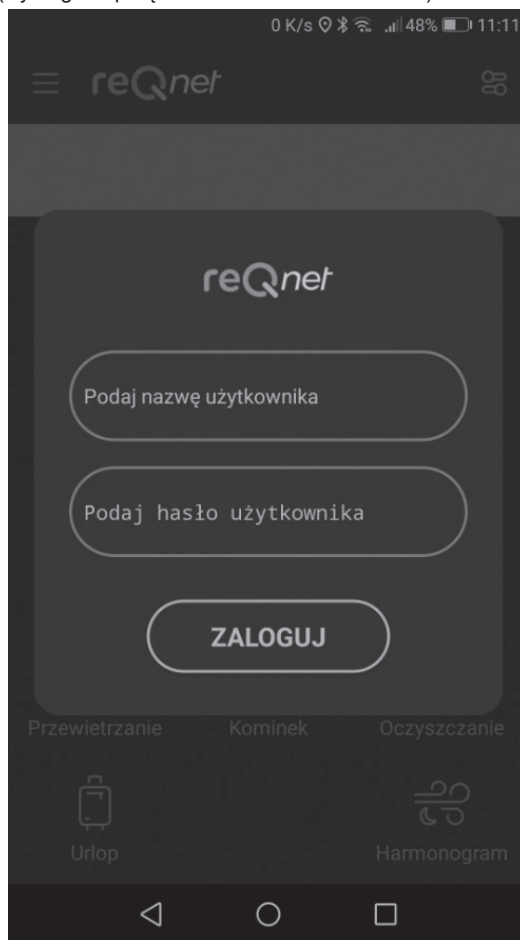 0 K/s 48% 11:11
reQnet
reQnet
Podaj nazwę użytkownika
Podaj hasło użytkownika
ZALOGUJ
Przewietrzanie Kominek Oczyszczanie
Urlop Harmonogram